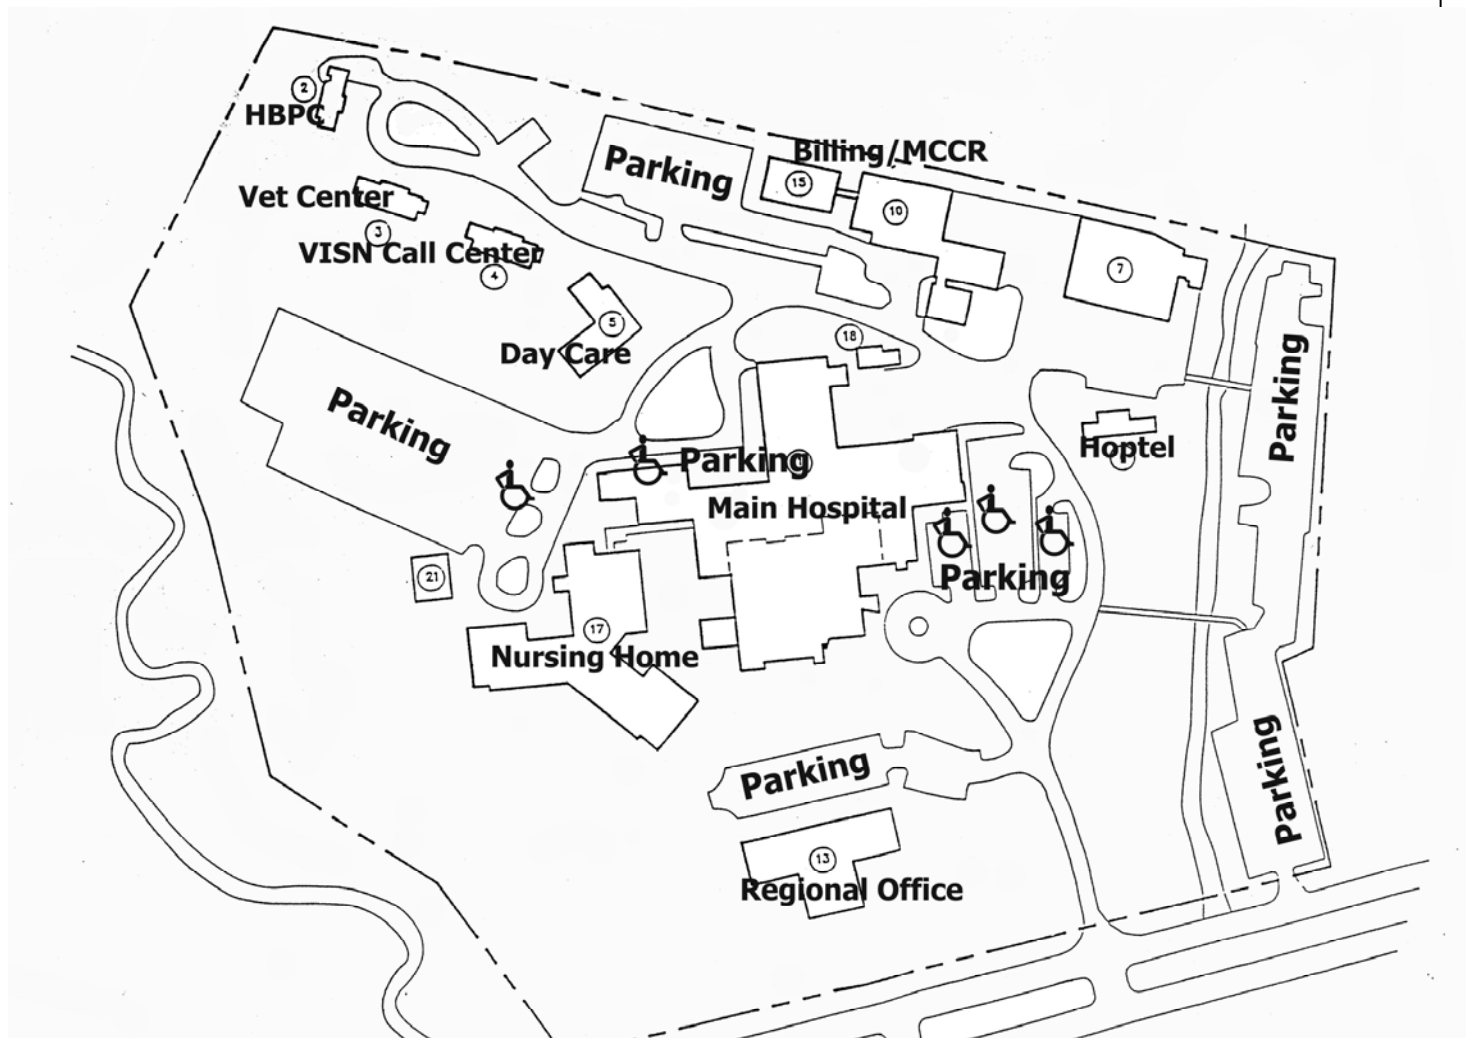 2
HBPC
Billing/MCCR
Parking
15
10
Vet Center
3
VISN Call Center
4
7
5
Day Care
18
Parking
Parking
Hoptel
Parking
Main Hospital
Parking
21
17
Nursing Home
Parking
Parking
13
Regional Office